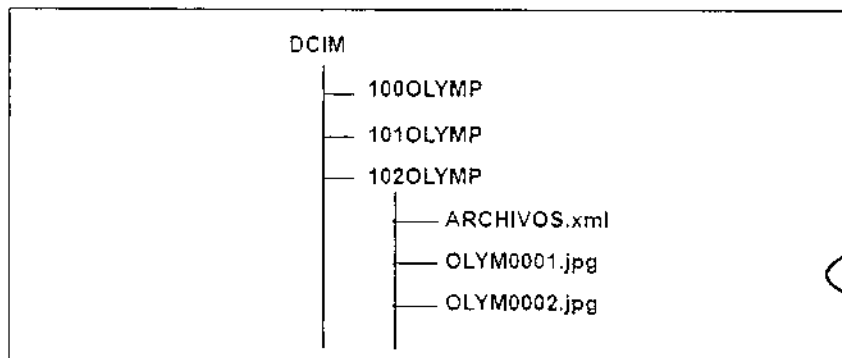 DCIM
100OLYMP
101OLYMP
102OLYMP
ARCHIVOS.xml
OLYM0001.jpg
OLYM0002.jpg